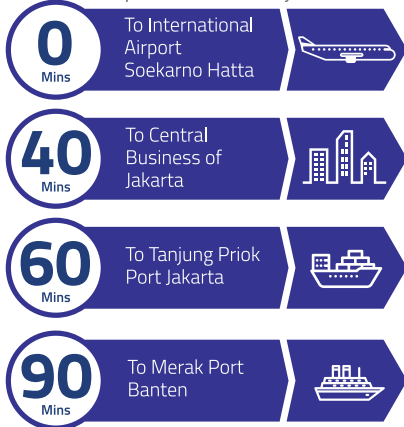 0
Mins
To International
Airport
Soekarno Hatta
40
Mins
To Central
Business of
Jakarta
60
Mins
To Tanjung Priok
Port Jakarta
90
Mins
To Merak Port
Banten